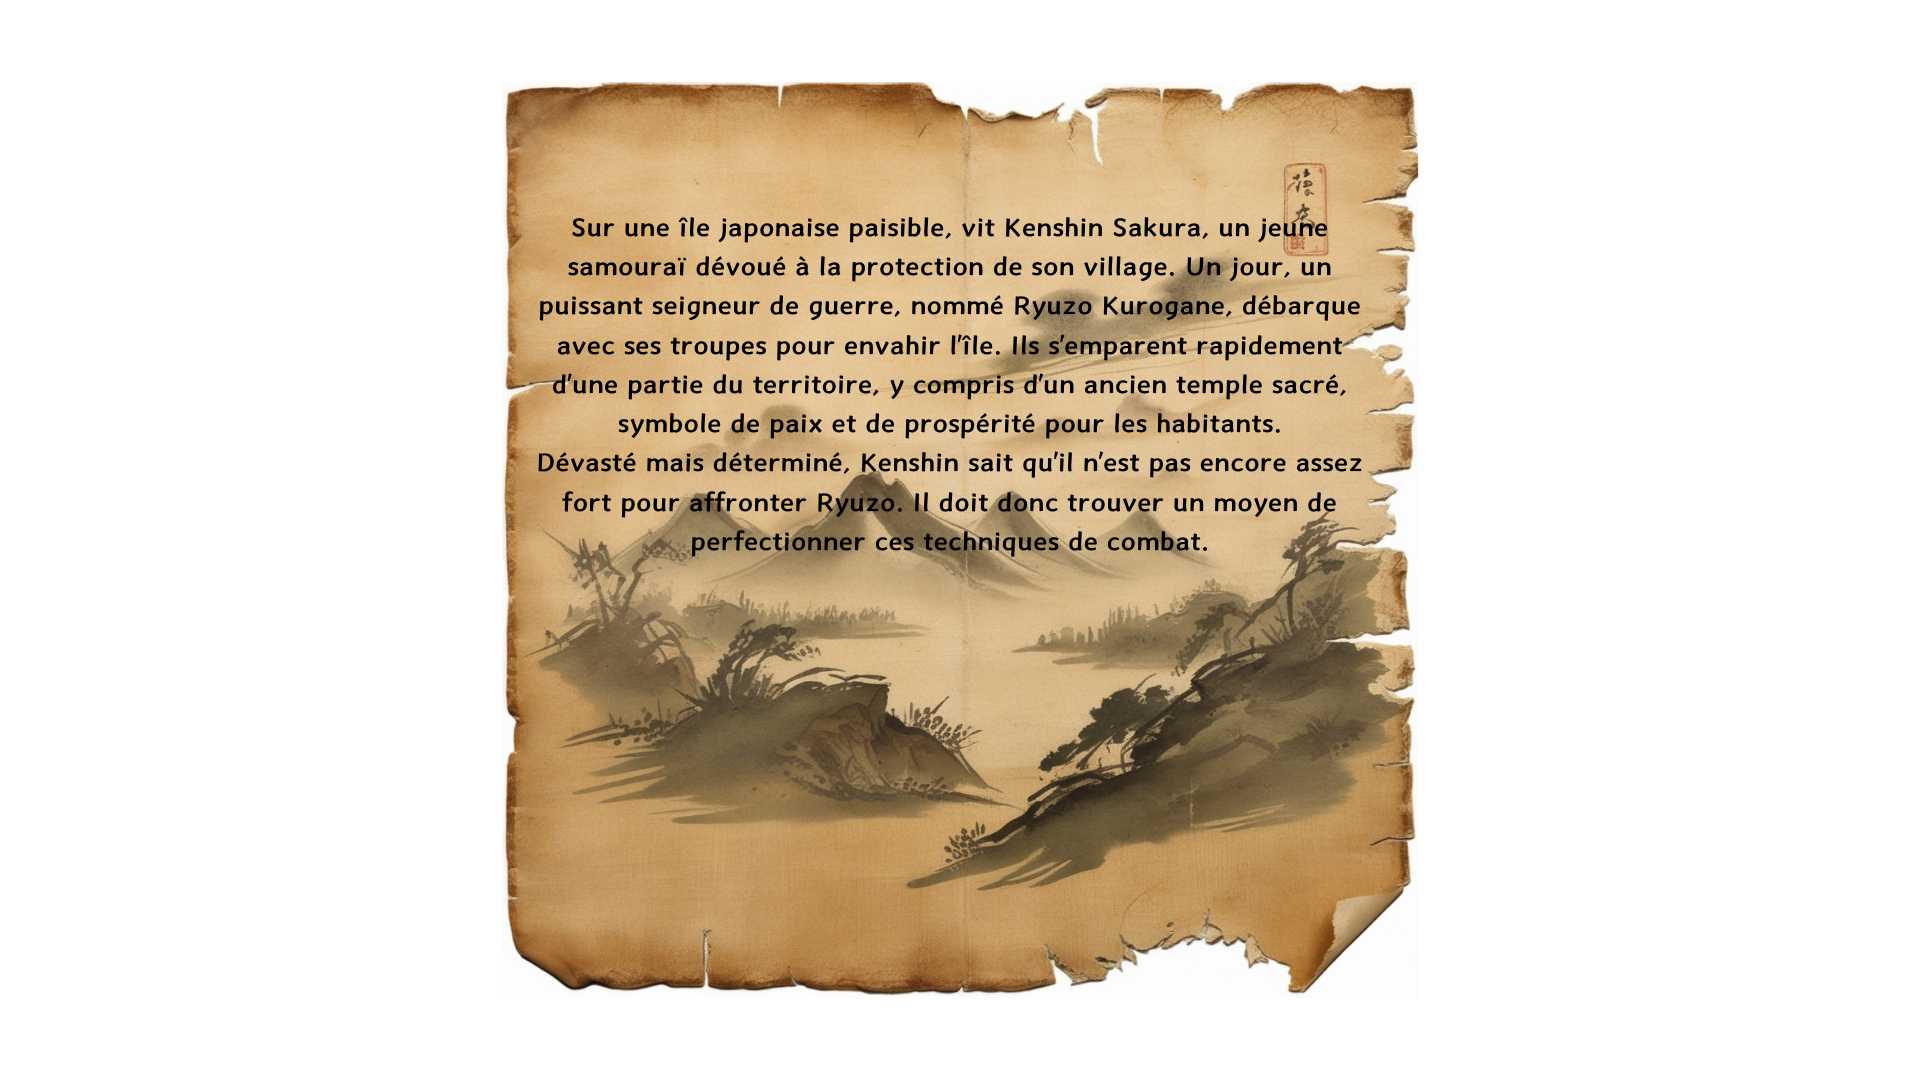 Sur une île japonaise paisible, vit Kenshin Sakura, un jeune
samouraï dévoué à la protection de son village. Un jour, un
puissant seigneur de guerre, nommé Ryuzo Kurogane, débarque
avec ses troupes pour envahir l'île. Ils s'emparent rapidement
d'une partie du territoire, y compris d'un ancien temple sacré,
symbole de paix et de prospérité pour les habitants.
Dévasté mais déterminé, Kenshin sait qu'il n'est pas encore assez
fort pour affronter Ryuzo. Il doit donc trouver un moyen de
perfectionner ces techniques de combat.